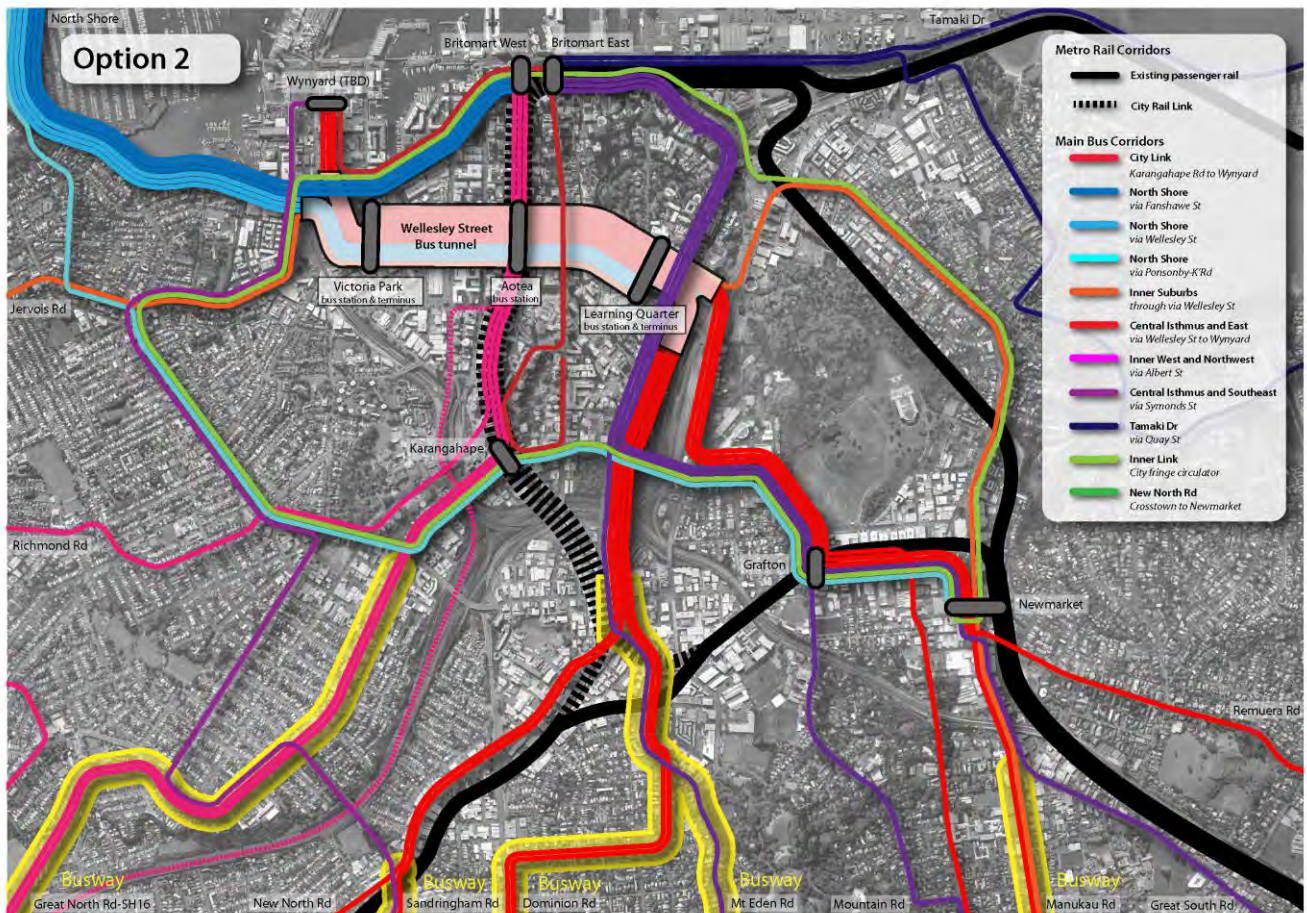 North Shore
Option 2
Britomart West
Britomart East
Tamaki Dr
Wynyard (TBD)
Metro Rail Corridors
Existing passenger rail
City Rail Link
Main Bus Corridors
City Link
Karangahape Rd to Wynyard
North Shore
via Fanshawe St
North Shore
via Wellesley St
North Shore
via Ponsonby-K'Rd
Inner Suburbs
through via Wellesley St
Central Isthmus and East
via Wellesley St to Wynyard
Inner West and Northwest
via Albert St
Central Isthmus and Southeast
via Symonds St
Tamaki Dr
via Quay St
Inner Link
City fringe circulator
New North Rd
Crosstown to Newmarket
Wellesley Street
Bus tunnel
Victoria Park
bus station & terminus
Aotea
bus station
Learning Quarter
bus station & terminus
Jervois Rd
Karangahape
Richmond Rd
Grafton
Newmarket
Remuera Rd
Busway
Great North Rd-SH16
New North Rd
Busway
Sandringham Rd
Busway
Dominion Rd
Busway
Mt Eden Rd
Mountain Rd
Busway
Manukau Rd
Great South Rd